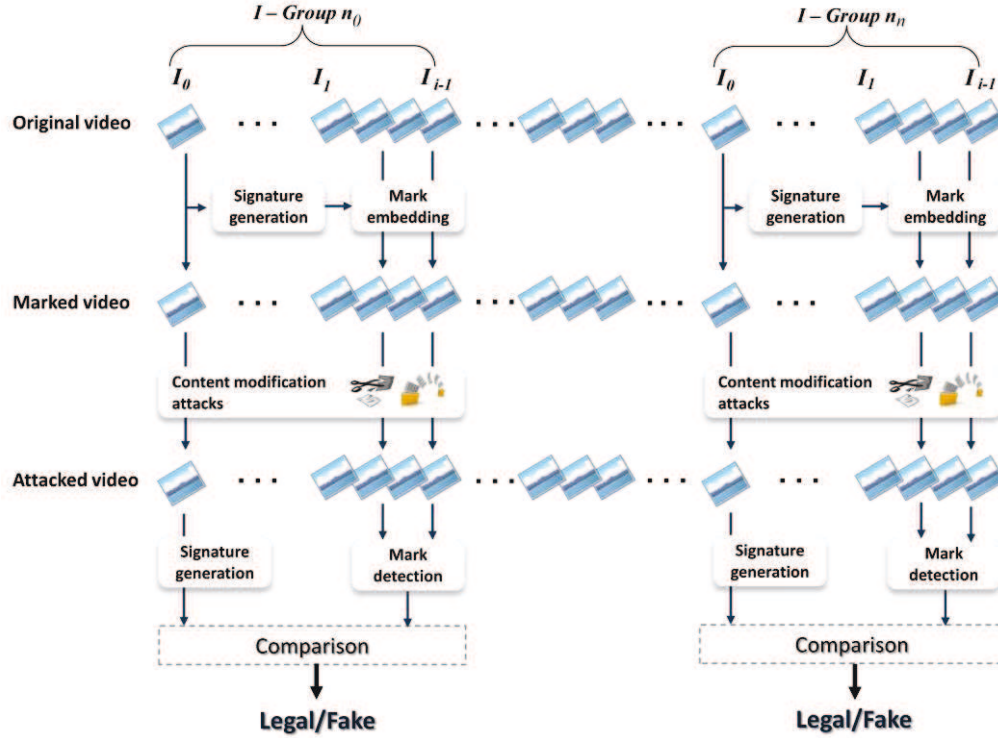 I – Group n0
I – Group nn
I0
I1
I i-1
I0
I1
I i-1
Original video
. . .
. . .
. . .
. . .
. . .
Signature generation
Mark embedding
Signature generation
Mark embedding
Marked video
. . .
. . .
. . .
. . .
Content modification attacks
Content modification attacks
Attacked video
. . .
. . .
. . .
. . .
Signature generation
Mark detection
Signature generation
Mark detection
Comparison
Comparison
Legal/Fake
Legal/Fake